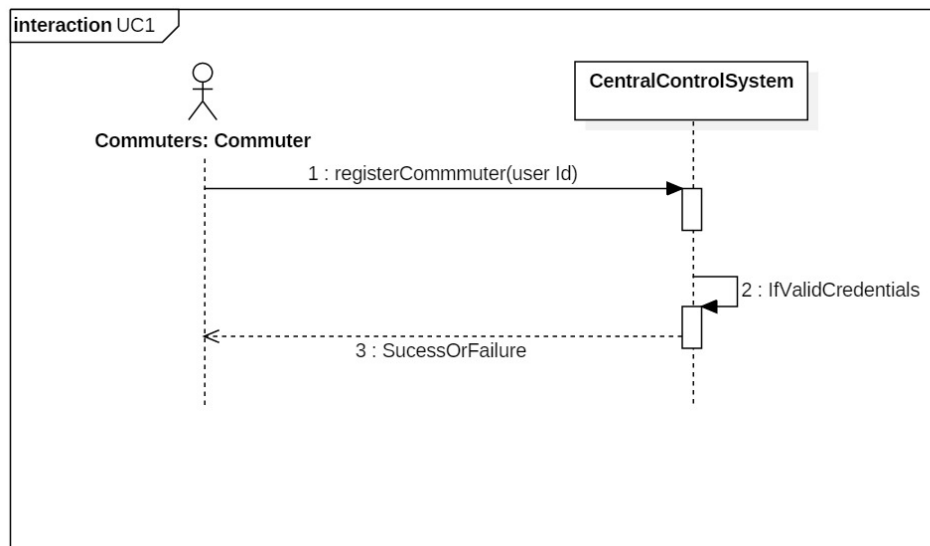 interaction UC1
CentralControlSystem
Commuters: Commuter
1 : registerCommmuter(user Id)
2 : IfValidCredentials
3 : SucessOrFailure